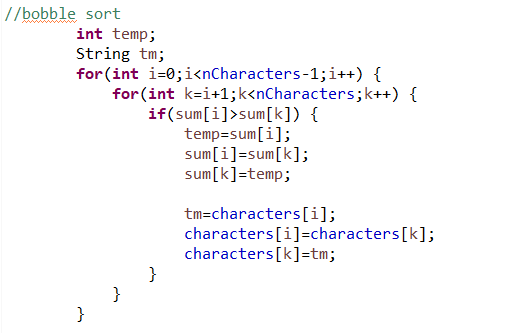 //bobble sort
int temp;
String tm;
for(int i=0;i<nCharacters-1;i++) {
for(int k=i+1;k<nCharacters;k++) {
if(sum[i]>sum[k]) {
temp=sum[i];
sum[i]=sum[k];
sum[k]=temp;
tm=characters[i];
characters[i]=characters[k];
characters[k]=tm;
}
}
}